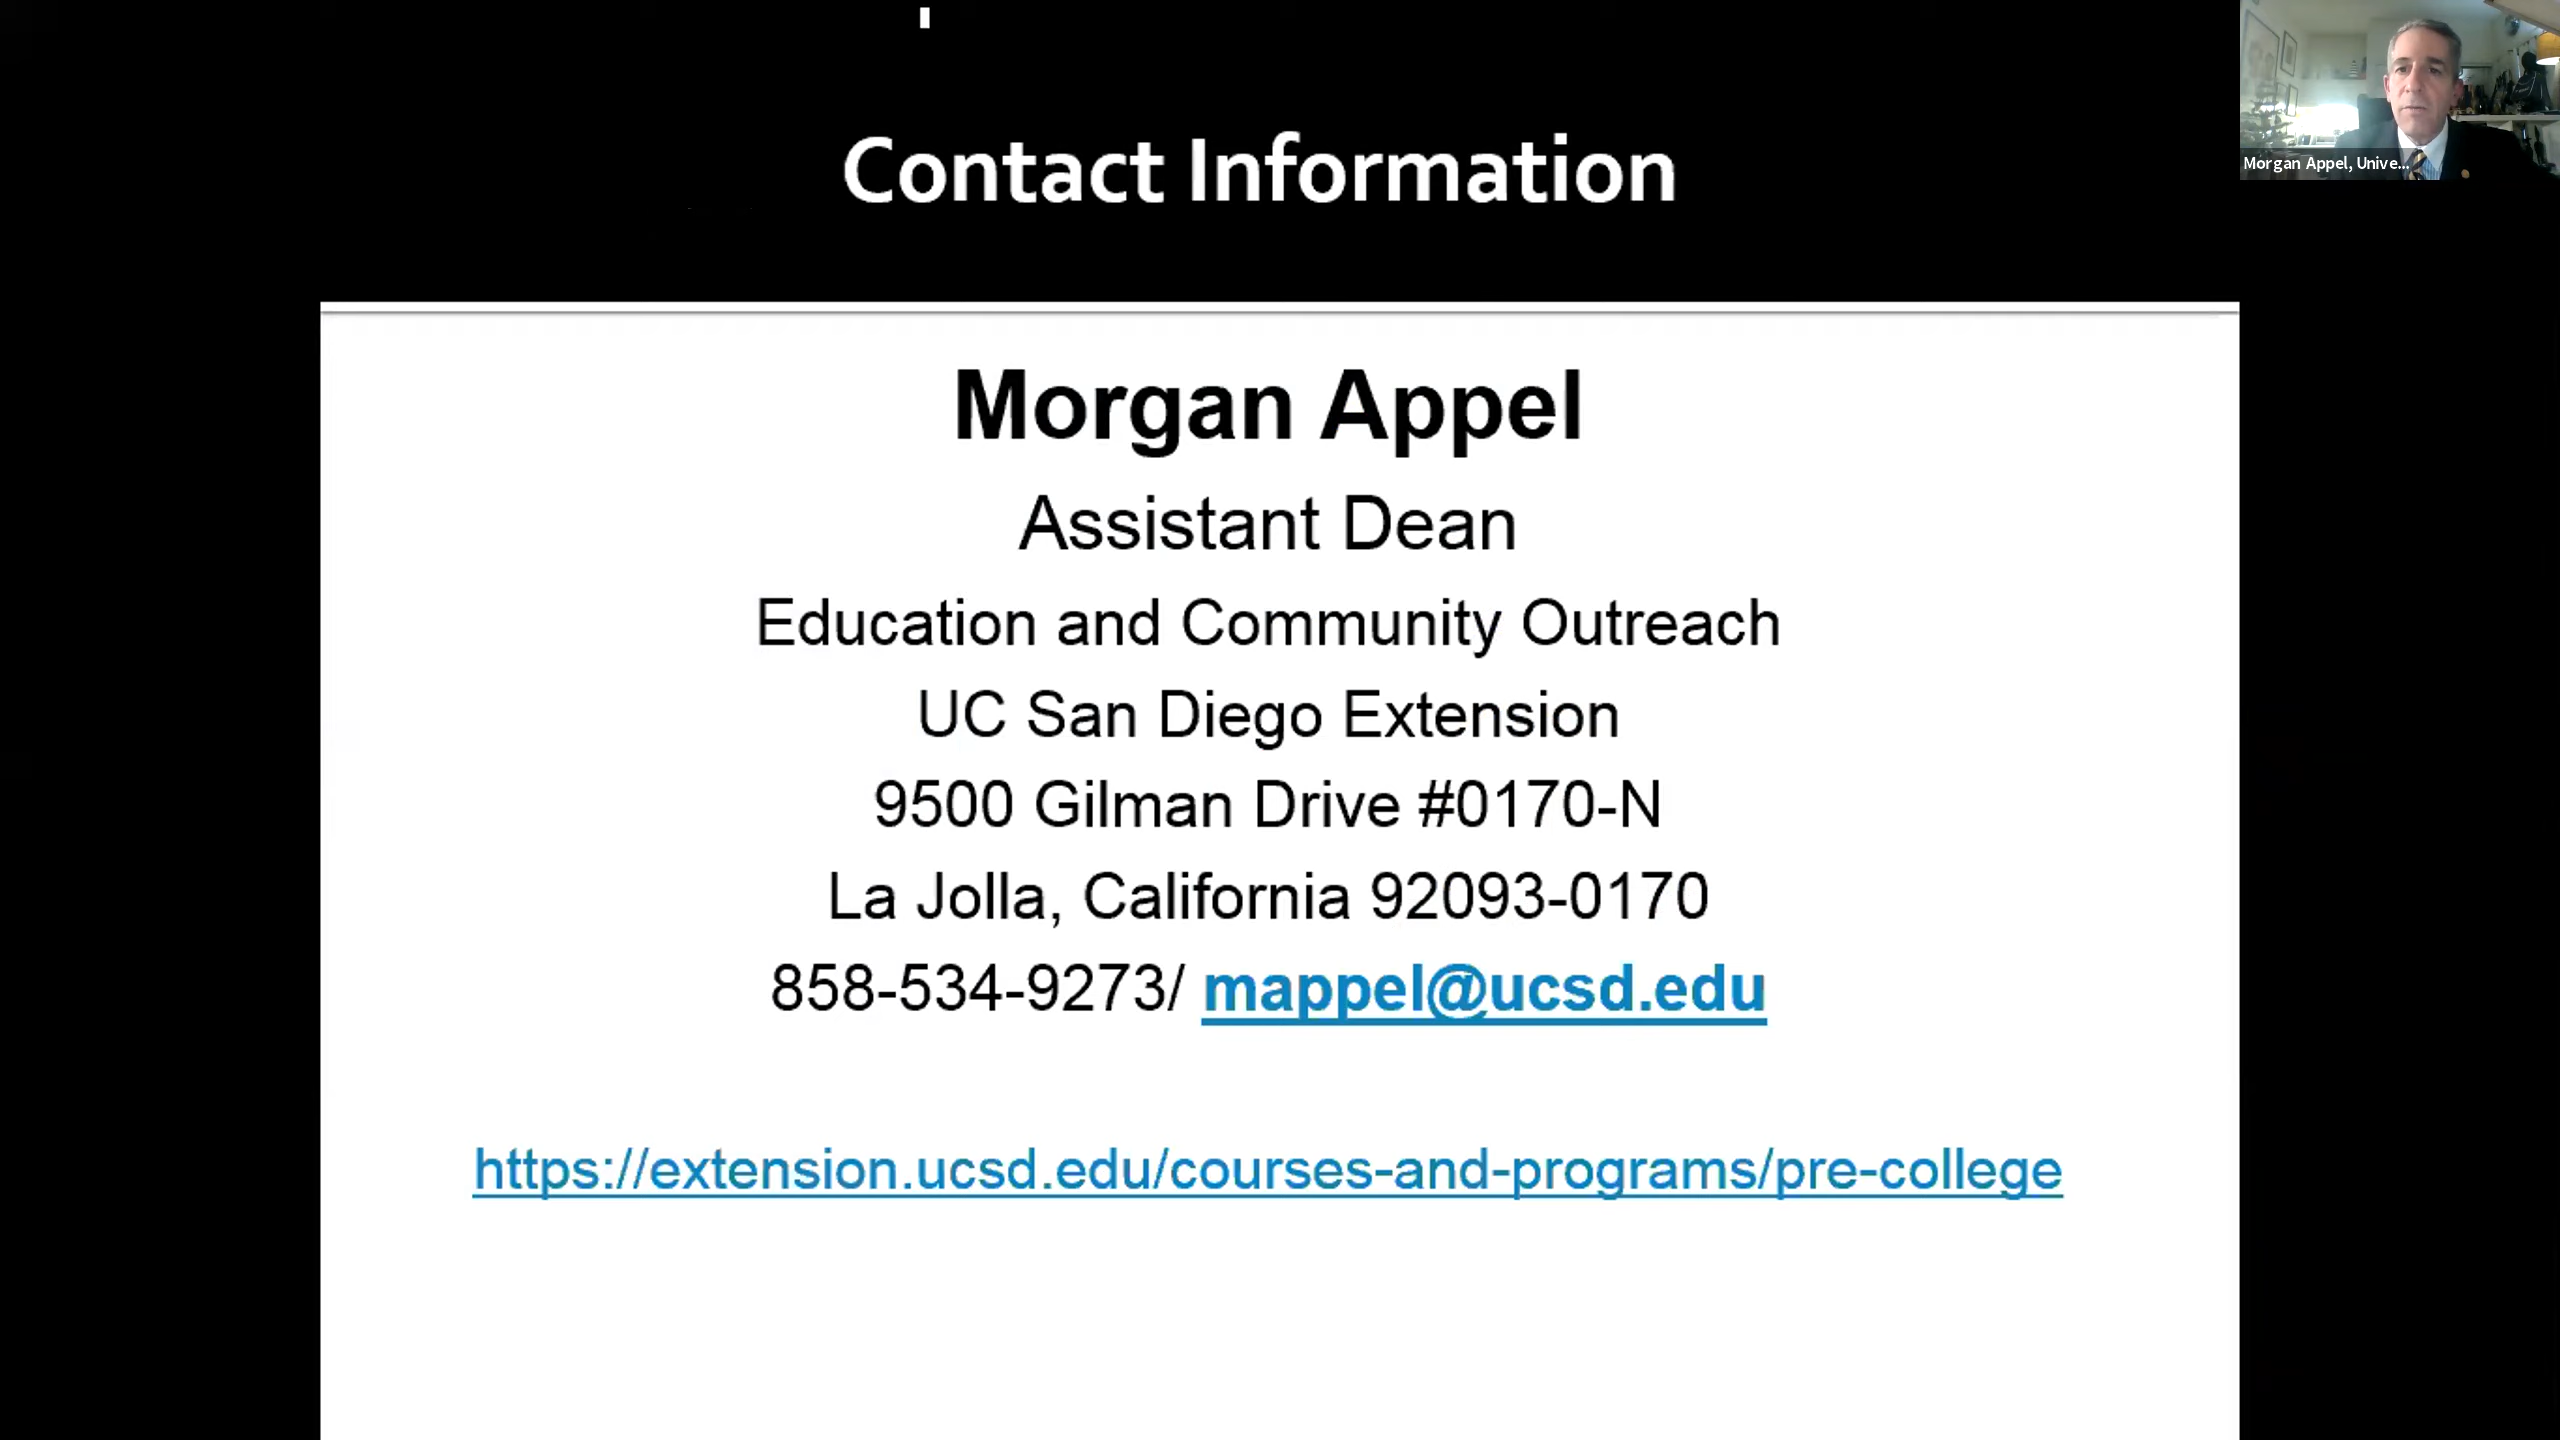 Contact Information
Morgan Appel, Unive...
Morgan Appel
Assistant Dean
Education and Community Outreach
UC San Diego Extension
9500 Gilman Drive #0170-N
La Jolla, California 92093-0170
858-534-9273/ mappel@ucsd.edu
https://extension.ucsd.edu/courses-and-programs/pre-college